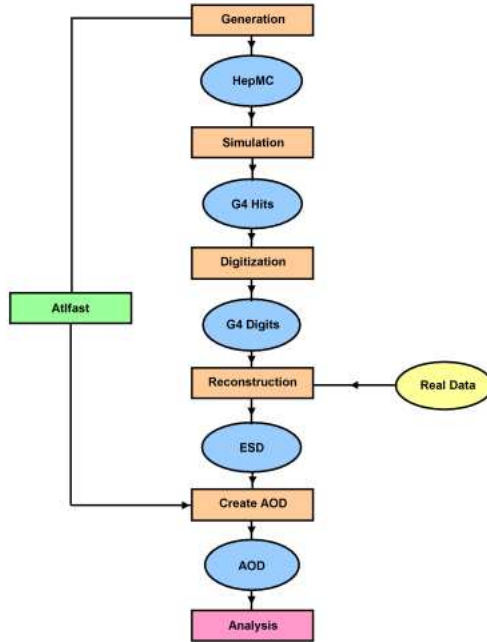 Generation
HepMC
Simulation
G4 Hits
Digitization
Atlfast
G4 Digits
Reconstruction
Real Data
ESD
Create AOD
AOD
Analysis